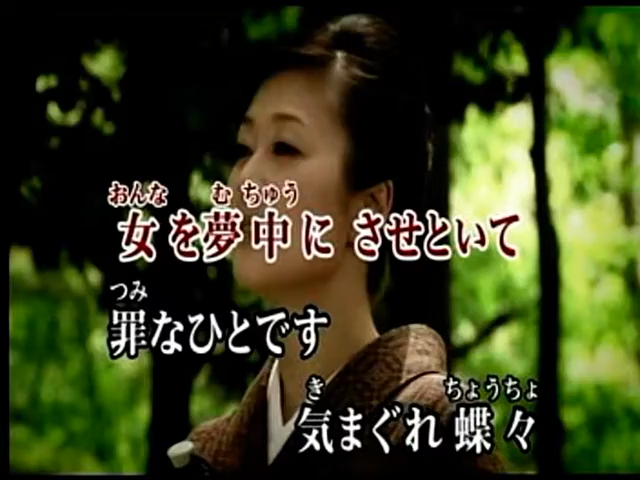 おんな むちゅう
女を夢中に させといて
つみ
罪なひとです
き ちょうちょ
気まぐれ 蝶々